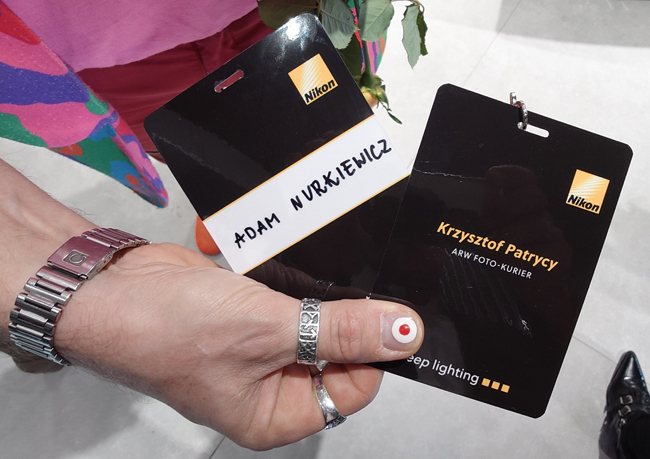 Nikon
ADAM NURKIEWICZ
Nikon
Krzysztof Patrycy
ARW FOTO-KURIER
eep lighting